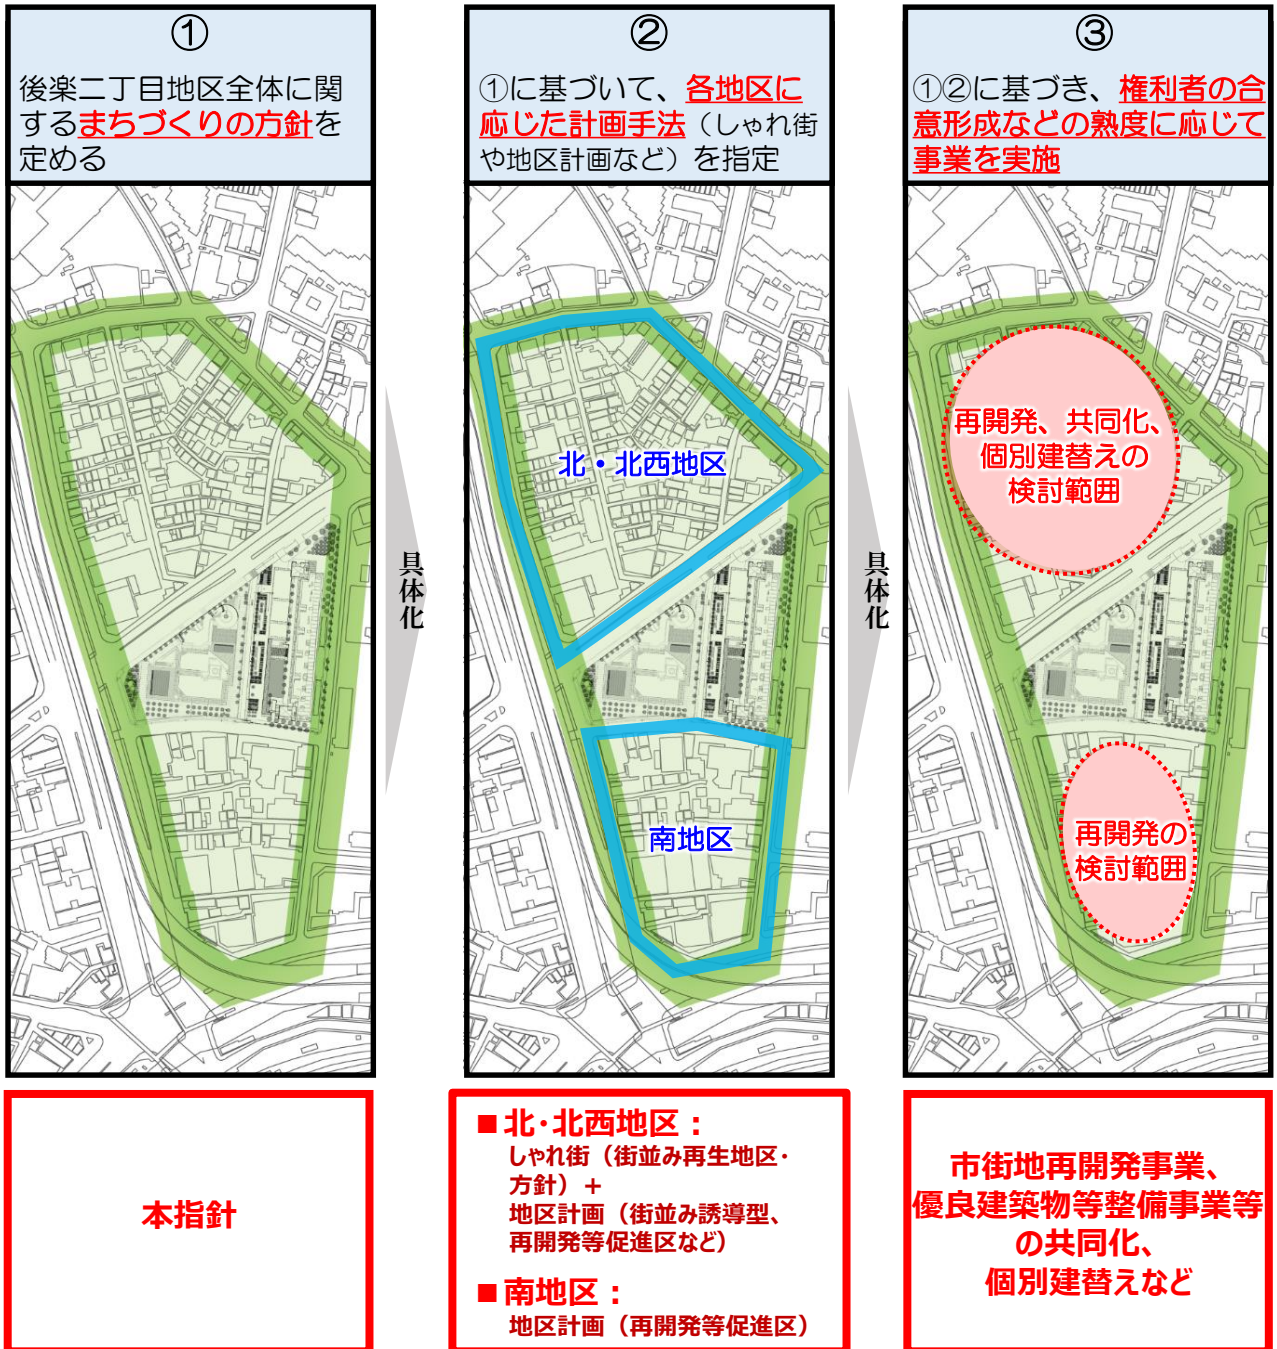 ①
後楽二丁目地区全体に関
するまちづくりの方針を
定める
②
①に基づいて、各地区に
応じた計画手法（しゃれ街
や地区計画など）を指定
③
①②に基づき、権利者の合
意形成などの熟度に応じて
事業を実施
具体化
北・北西地区
南地区
具体化
再開発、共同化、
個別建替えの
検討範囲
再開発の
検討範囲
本指針
■北・北西地区：
しゃれ街（街並み再生地区・
方針）＋
地区計画（街並み誘導型、
再開発等促進区など）
■南地区：
地区計画（再開発等促進区）
市街地再開発事業、
優良建築物等整備事業等
の共同化、
個別建替えなど